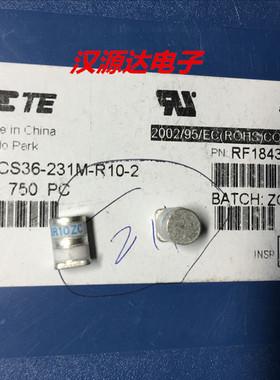 汉源达电子
TE
e in China
lo Park
2002/95/EC(ROHS)CO
CS36-231M-R10-2
PN: RF1843
750 PC
BATCH: ZC
R10ZC
INSP